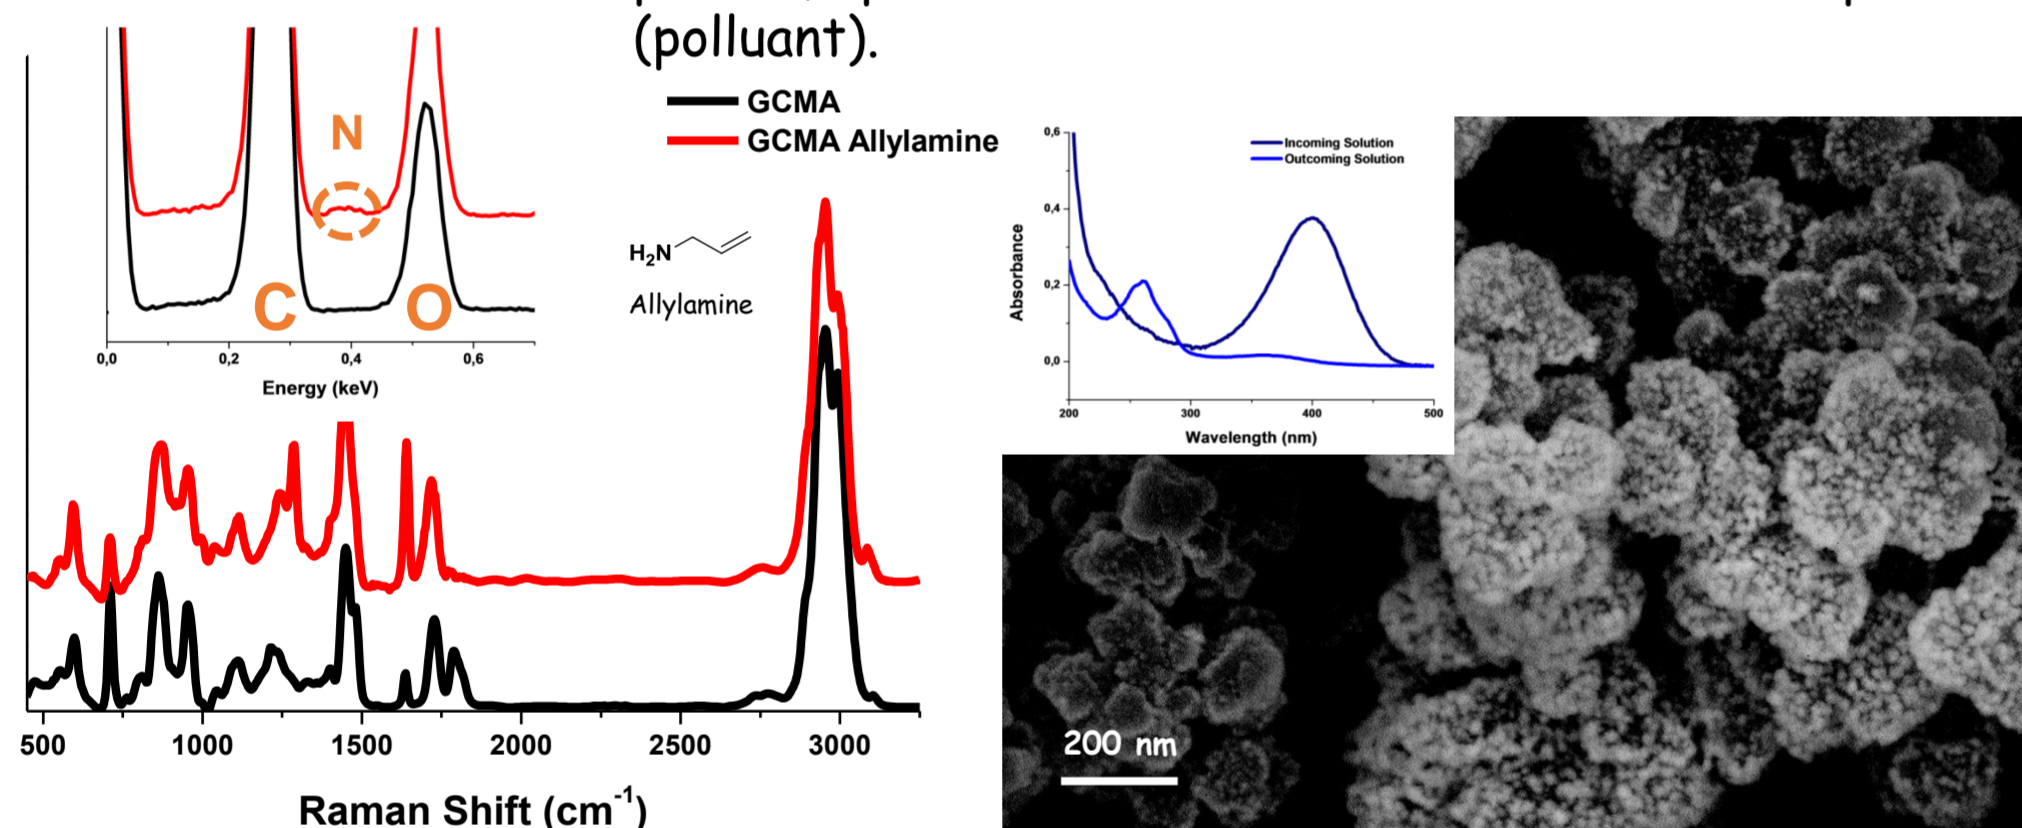 (polluant).
GCMA
GCMA Allylamine
N
C
O
0,0 0,2 0,4 0,6
Energy (keV)
H₂N
Allylamine
500 1000 1500 2000 2500 3000
Raman Shift (cm⁻¹)
0,6
0,4
0,2
0,0
Absorbance
Incoming Solution
Outcoming Solution
200 300 400 500
Wavelength (nm)
200 nm